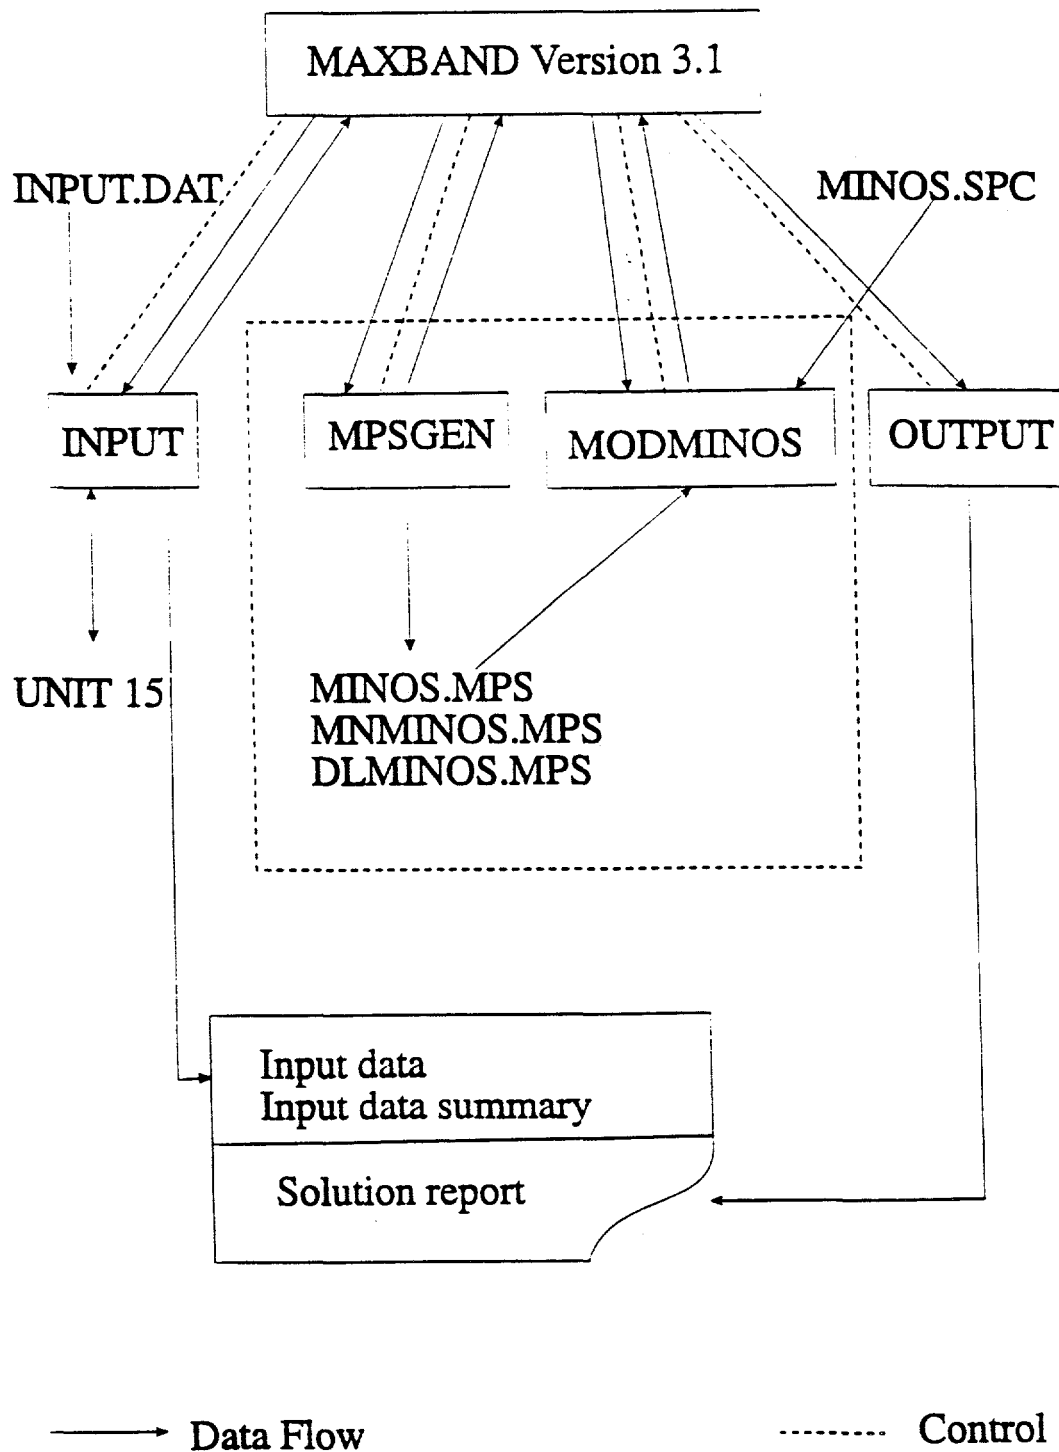 MAXBAND Version 3.1
INPUT.DAT
MINOS.SPC
INPUT
MPSGEN
MODMINOS
OUTPUT
UNIT 15
MINOS.MPS
MNMINOS.MPS
DLMINOS.MPS
Input data
Input data summary
Solution report
Data Flow
Control